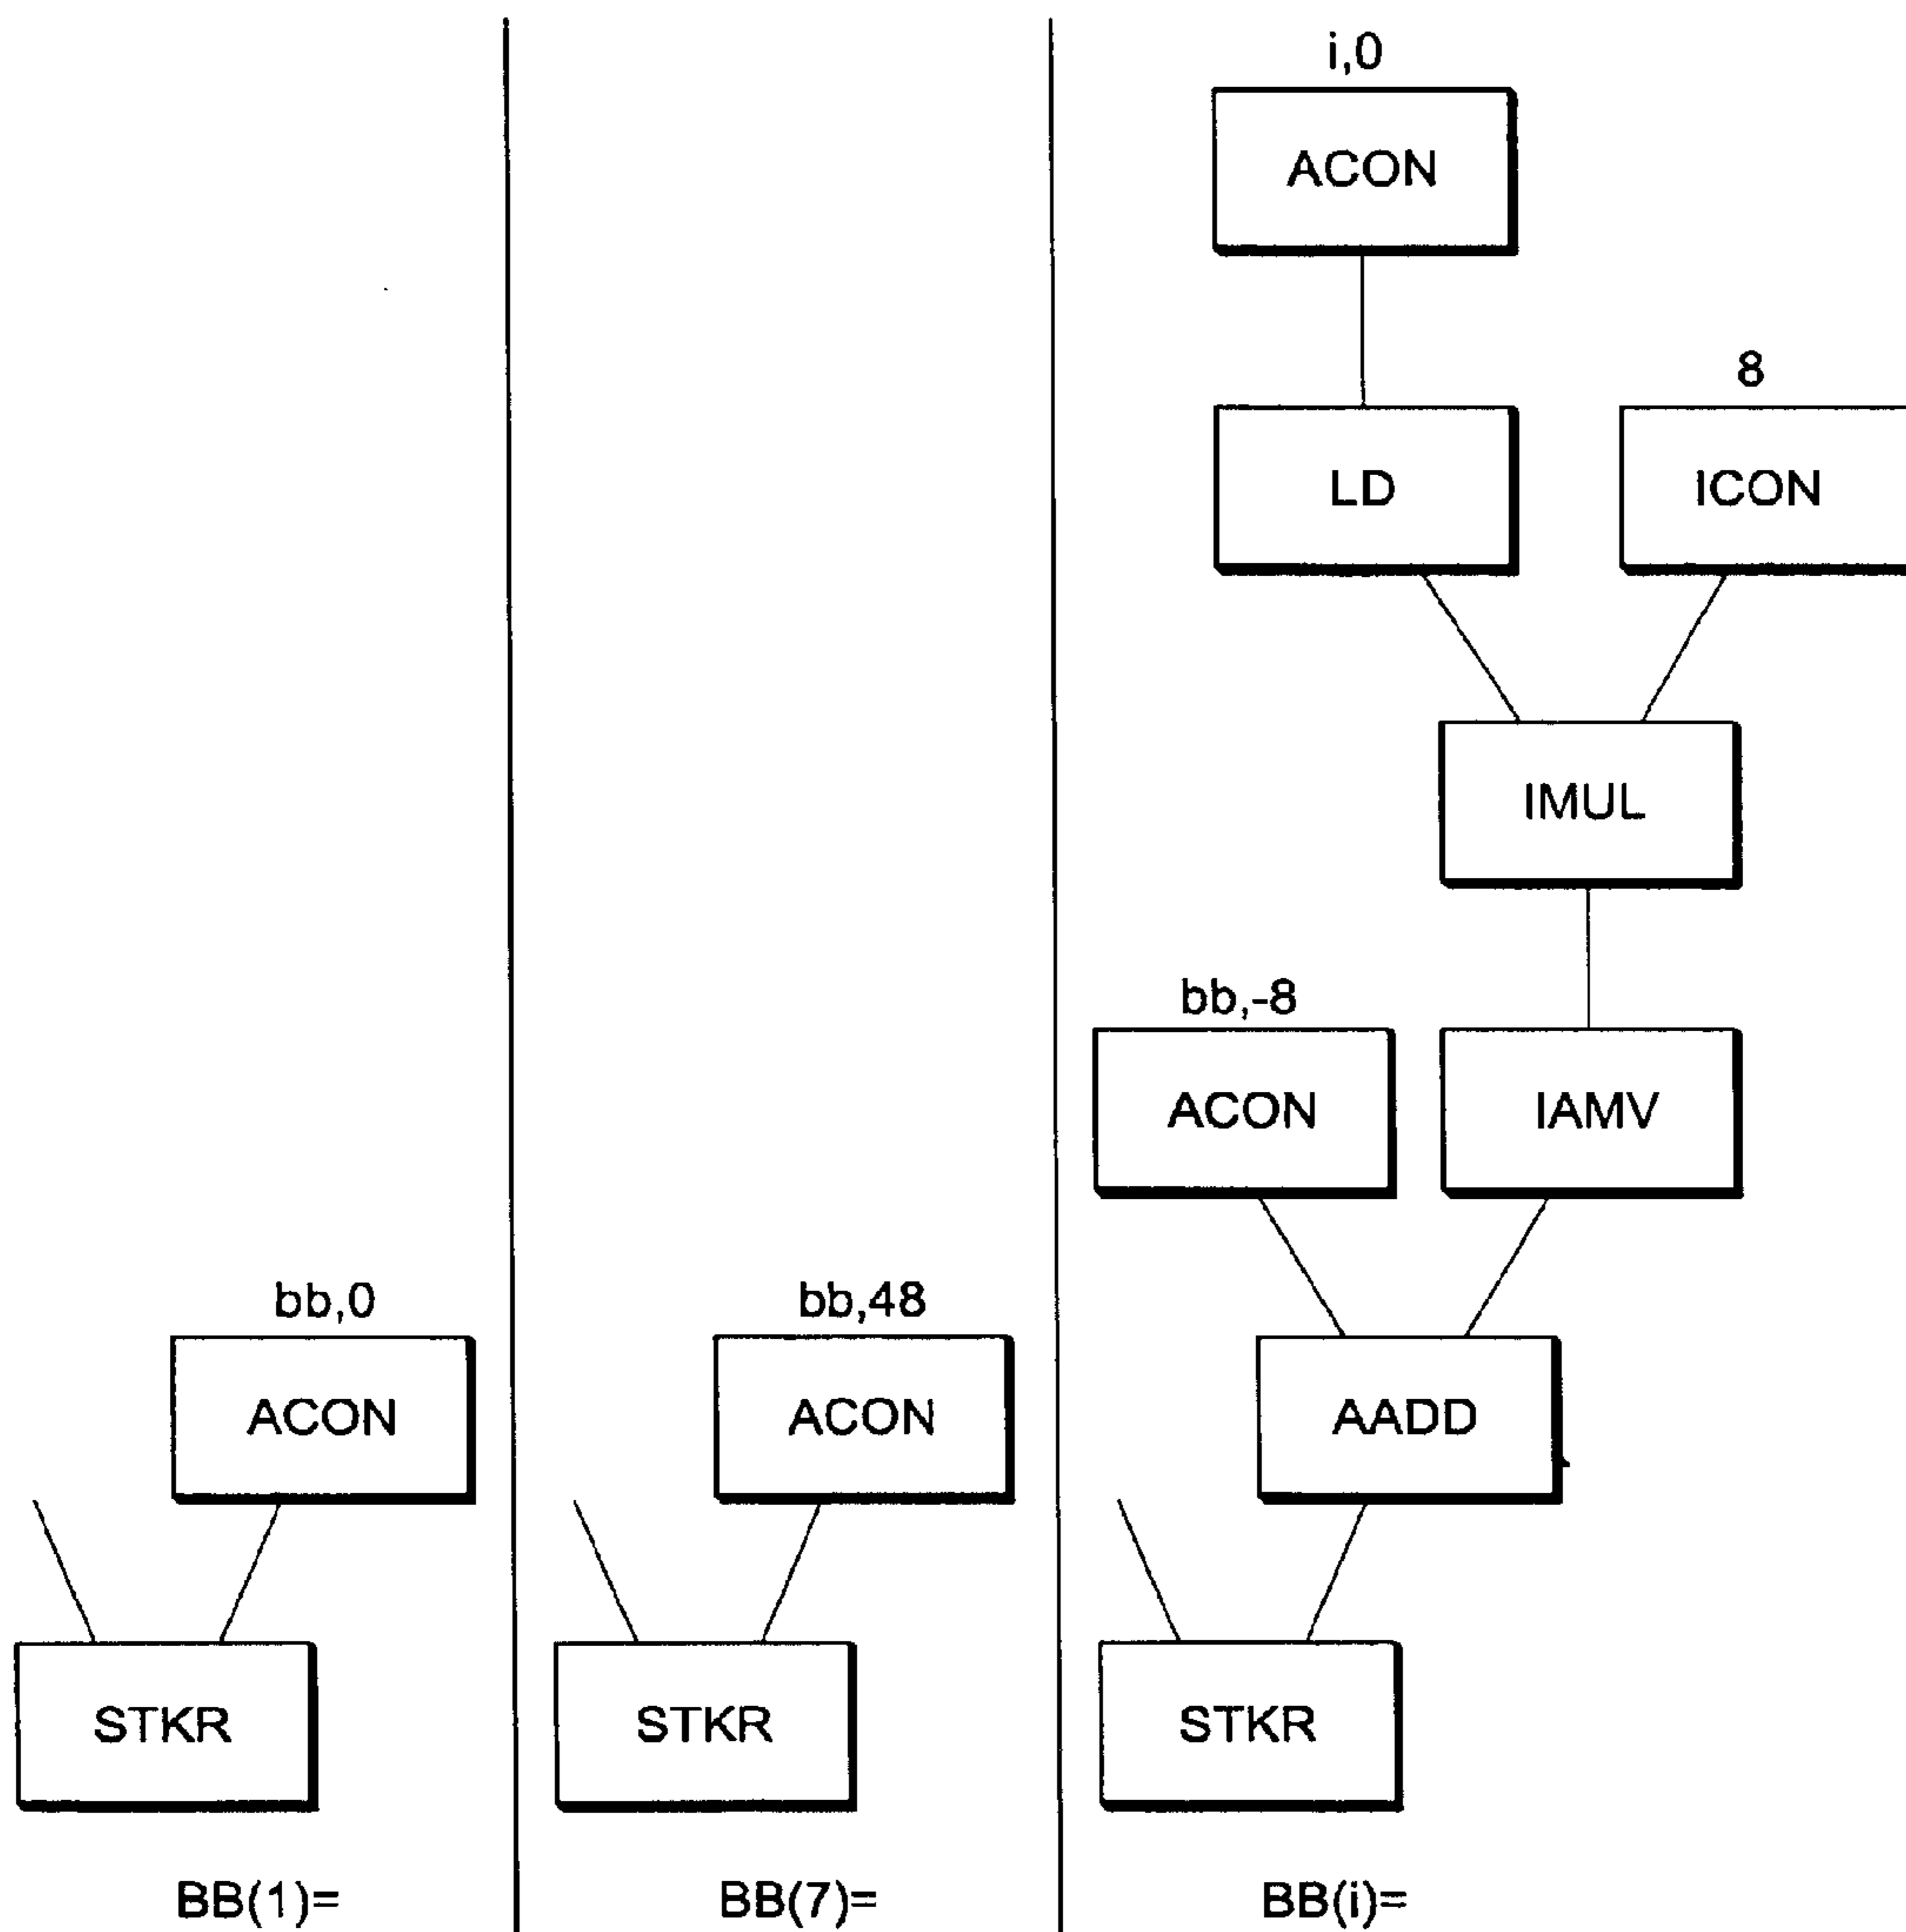 i,0
ACON
8
LD
ICON
IMUL
bb,-8
ACON
IAMV
bb,0
bb,48
ACON
ACON
AADD
STKR
STKR
STKR
BB(1)=
BB(7)=
BB(i)=